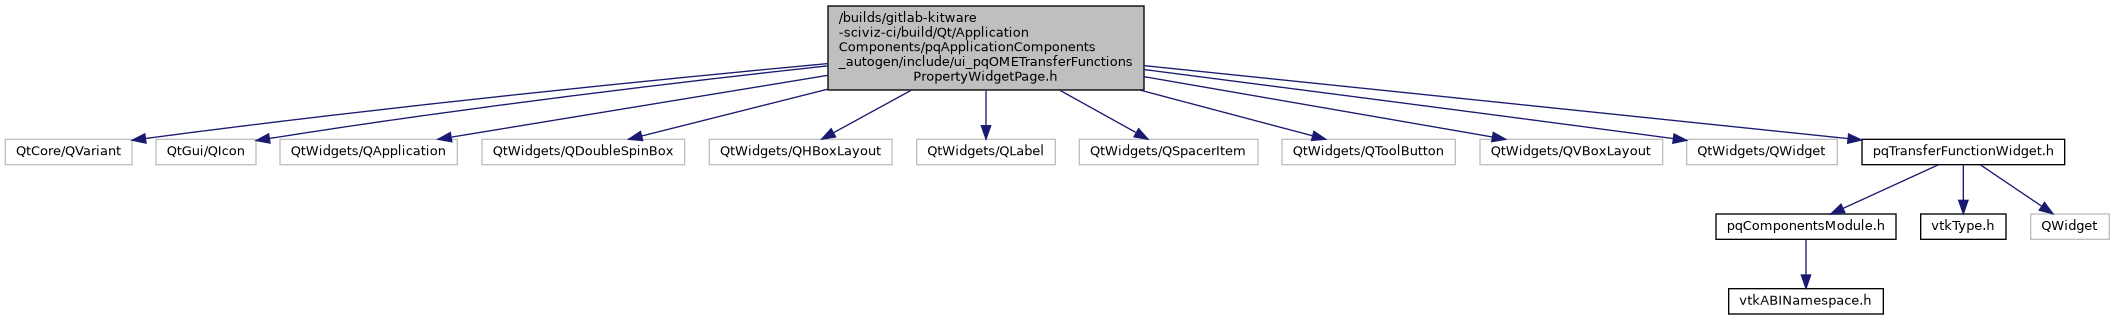 /builds/gitlab-kitware
-sciviz-ci/build/Qt/Application
Components/pqApplicationComponents
_autogen/include/ui_pqOMETransferFunctions
PropertyWidgetPage.h
QtCore/QVariant
QtGui/QIcon
QtWidgets/QApplication
QtWidgets/QDoubleSpinBox
QtWidgets/QHBoxLayout
QtWidgets/QLabel
QtWidgets/QSpacerItem
QtWidgets/QToolButton
QtWidgets/QVBoxLayout
QtWidgets/QWidget
pqTransferFunctionWidget.h
pqComponentsModule.h
vtkType.h
QWidget
vtkABINamespace.h